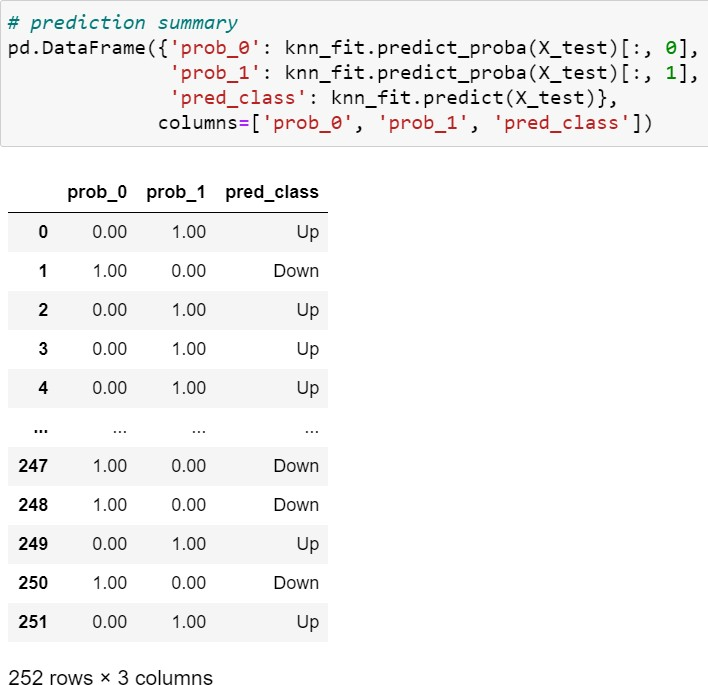 # prediction summary
pd.DataFrame({'prob_0': knn_fit.predict_proba(X_test)[:, 0],
'prob_1': knn_fit.predict_proba(X_test)[:, 1],
'pred_class': knn_fit.predict(X_test)},
columns=['prob_0', 'prob_1', 'pred_class'])
prob_0 prob_1 pred_class
0 0.00 1.00 Up
1 1.00 0.00 Down
2 0.00 1.00 Up
3 0.00 1.00 Up
4 0.00 1.00 Up
... ... ... ...
247 1.00 0.00 Down
248 1.00 0.00 Down
249 0.00 1.00 Up
250 1.00 0.00 Down
251 0.00 1.00 Up
252 rows × 3 columns